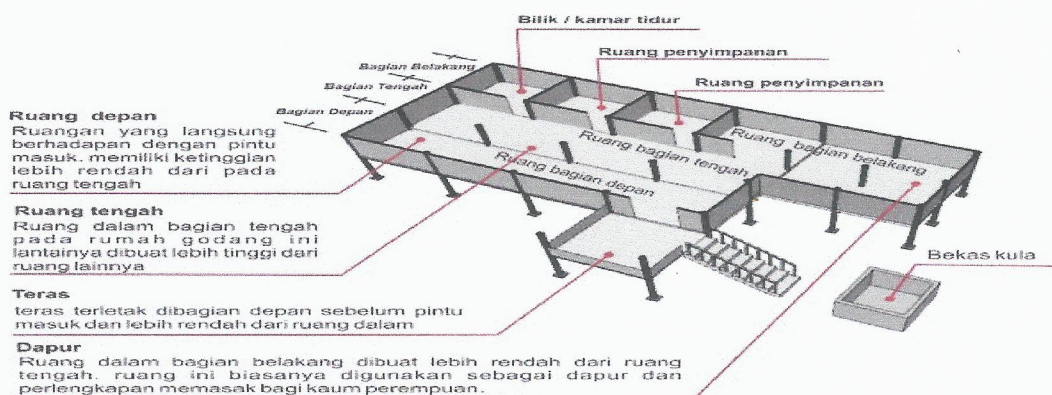 Bilik / kamar tidur
Ruang penyimpanan
Ruang penyimpanan
Bagian Belakang
Bagian Tengah
Bagian Depan
Ruang depan
Ruangan yang langsung
berhadapan dengan pintu
masuk. memiliki ketinggian
lebih rendah dari pada
ruang tengah
Ruang bagian tengah
Ruang bagian belakang
Ruang bagian depan
Ruang tengah
Ruang dalam bagian tengah
pada rumah godang ini
lantainya dibuat lebih tinggi dari
ruang lainnya
Bekas kula
Teras
teras terletak dibagian depan sebelum pintu
masuk dan lebih rendah dari ruang dalam
Dapur
Ruang dalam bagian belakang dibuat lebih rendah dari ruang
tengah. ruang ini biasanya digunakan sebagai dapur dan
perlengkapan memasak bagi kaum perempuan.